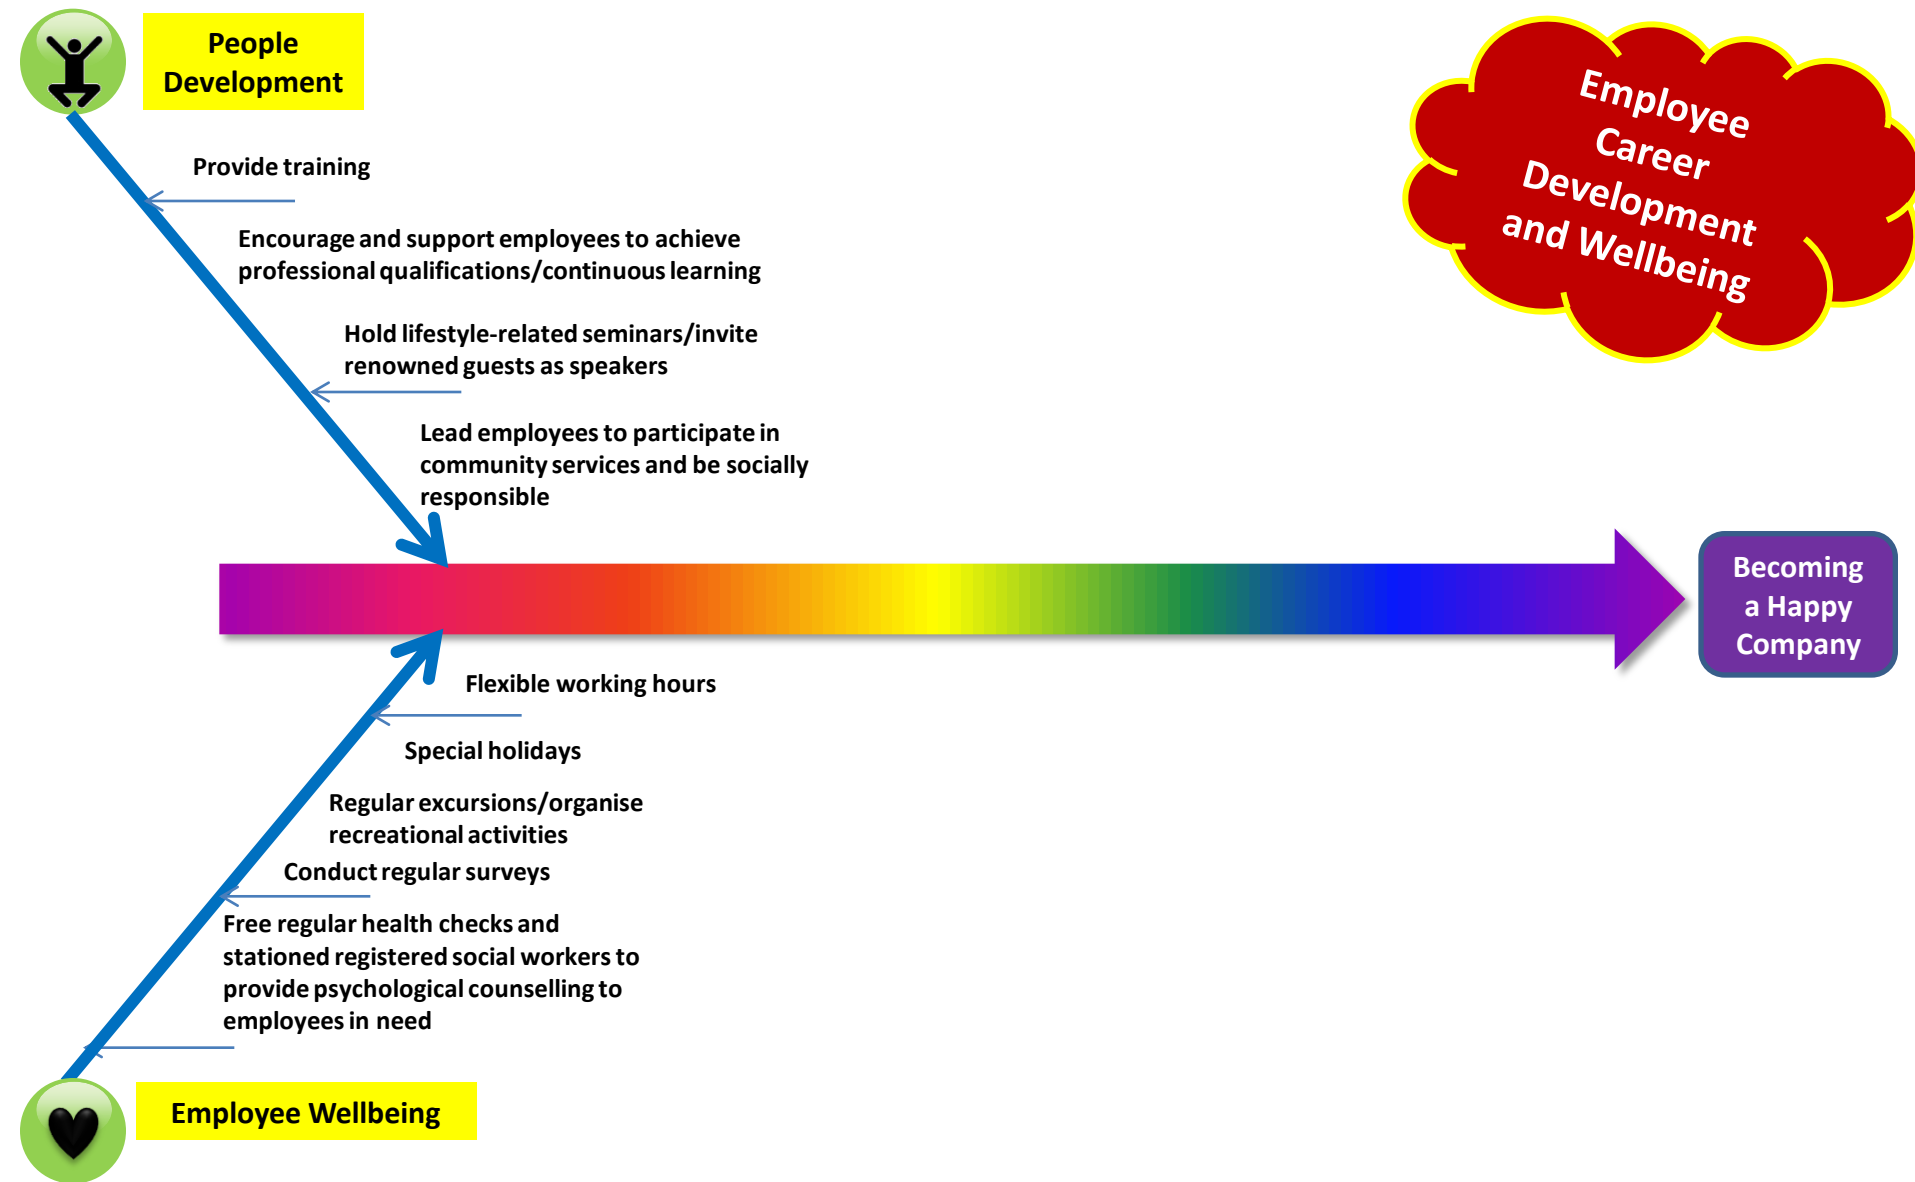 People
Development
Provide training
Encourage and support employees to achieve
professional qualifications/continuous learning
Hold lifestyle-related seminars/invite
renowned guests as speakers
Lead employees to participate in
community services and be socially
responsible
Employee
Career
Development
and Wellbeing
Becoming
a Happy
Company
Flexible working hours
Special holidays
Regular excursions/organise
recreational activities
Conduct regular surveys
Free regular health checks and
stationed registered social workers to
provide psychological counselling to
employees in need
Employee Wellbeing